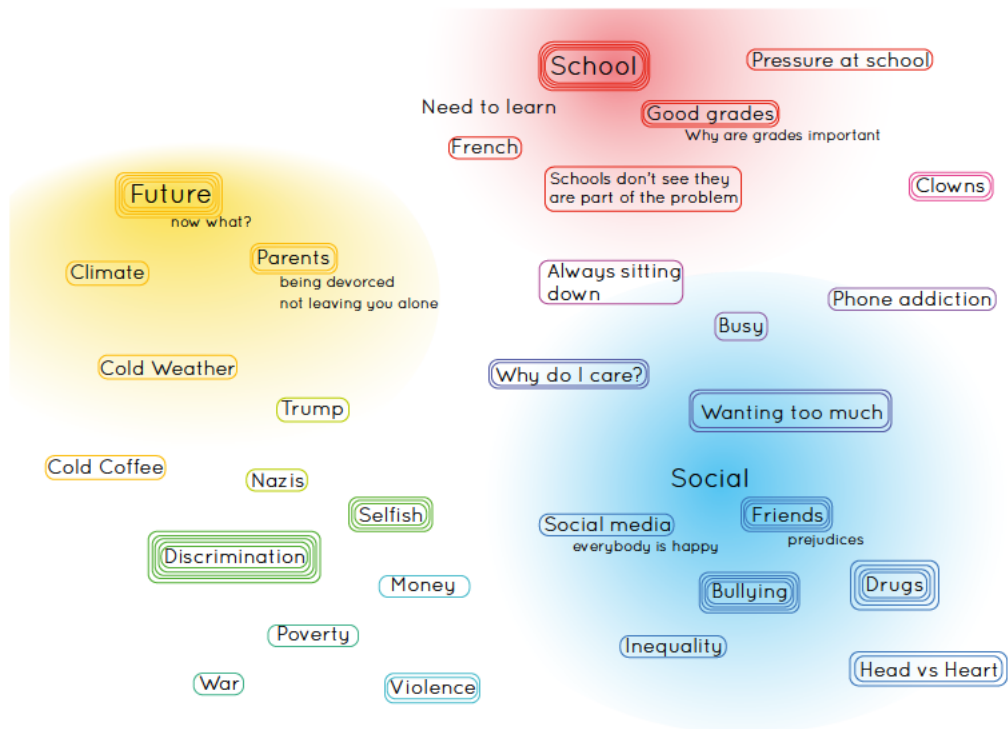 School
Pressure at school
Need to learn
Good grades
Why are grades important
French
Schools don't see they
are part of the problem
Clowns
Future
now what?
Climate
Parents
being devorced
not leaving you alone
Always sitting
down
Phone addiction
Busy
Cold Weather
Why do I care?
Trump
Wanting too much
Cold Coffee
Nazis
Social
Selfish
Social media
everybody is happy
Friends
prejudices
Discrimination
Money
Bullying
Drugs
Poverty
Inequality
War
Violence
Head vs Heart